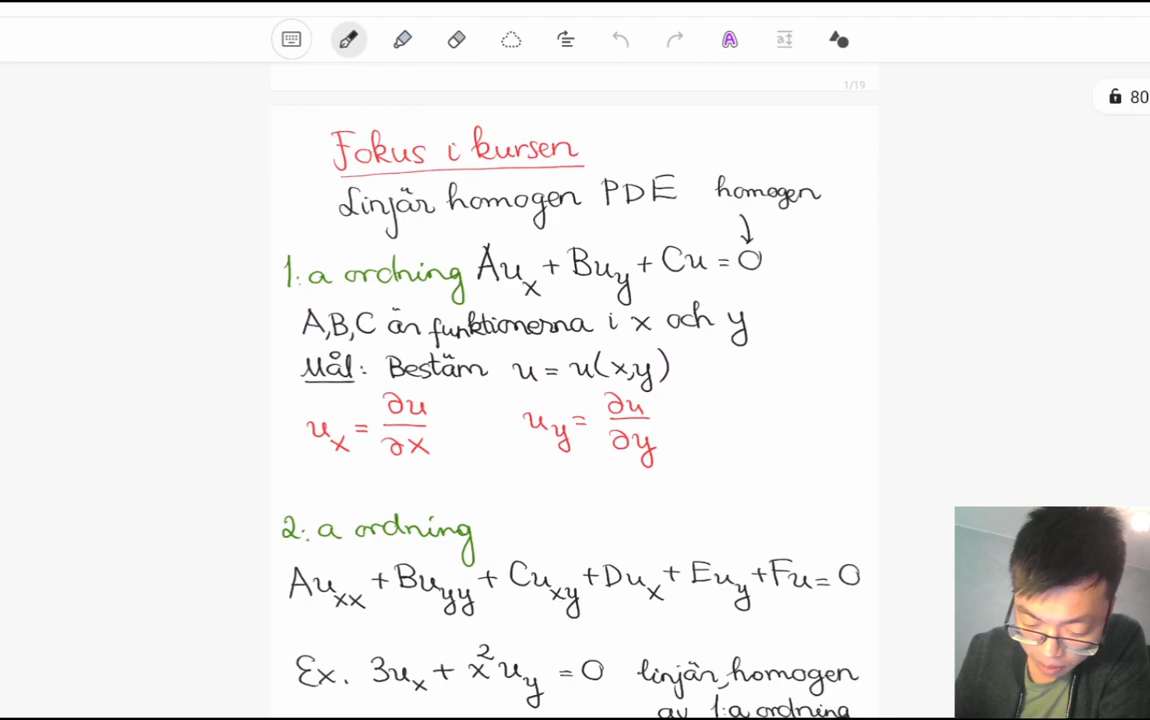 1/19
80
Fokus i kursen
Linjär homogen PDE homogen
1:a ordning Au_x + Bu_y + Cu = 0
A,B,C är funktionerna i x och y
Mål: Bestäm u = u(x,y)
u_x = ∂u/∂x u_y = ∂u/∂y
2:a ordning
Au_xx + Bu_yy + Cu_xy + Du_x + Eu_y + Fu = 0
Ex. 3u_x + x²u_y = 0 linjär, homogen
av 1:a ordning